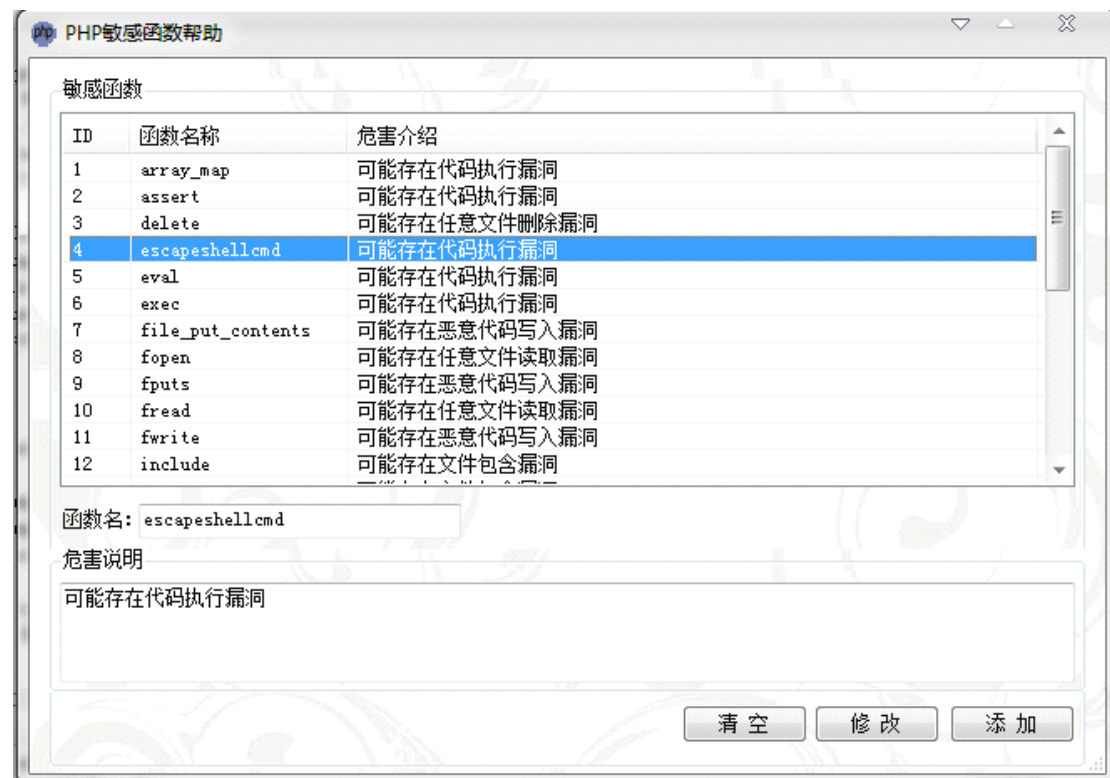 php PHP敏感函数帮助
敏感函数
ID 函数名称 危害介绍
1 array_map 可能存在代码执行漏洞
2 assert 可能存在代码执行漏洞
3 delete 可能存在任意文件删除漏洞
4 escapeshellcmd 可能存在代码执行漏洞
5 eval 可能存在代码执行漏洞
6 exec 可能存在代码执行漏洞
7 file_put_contents 可能存在恶意代码写入漏洞
8 fopen 可能存在任意文件读取漏洞
9 fputs 可能存在恶意代码写入漏洞
10 fread 可能存在任意文件读取漏洞
11 fwrite 可能存在恶意代码写入漏洞
12 include 可能存在文件包含漏洞
函数名: escapeshellcmd
危害说明
可能存在代码执行漏洞
清 空 修 改 添 加